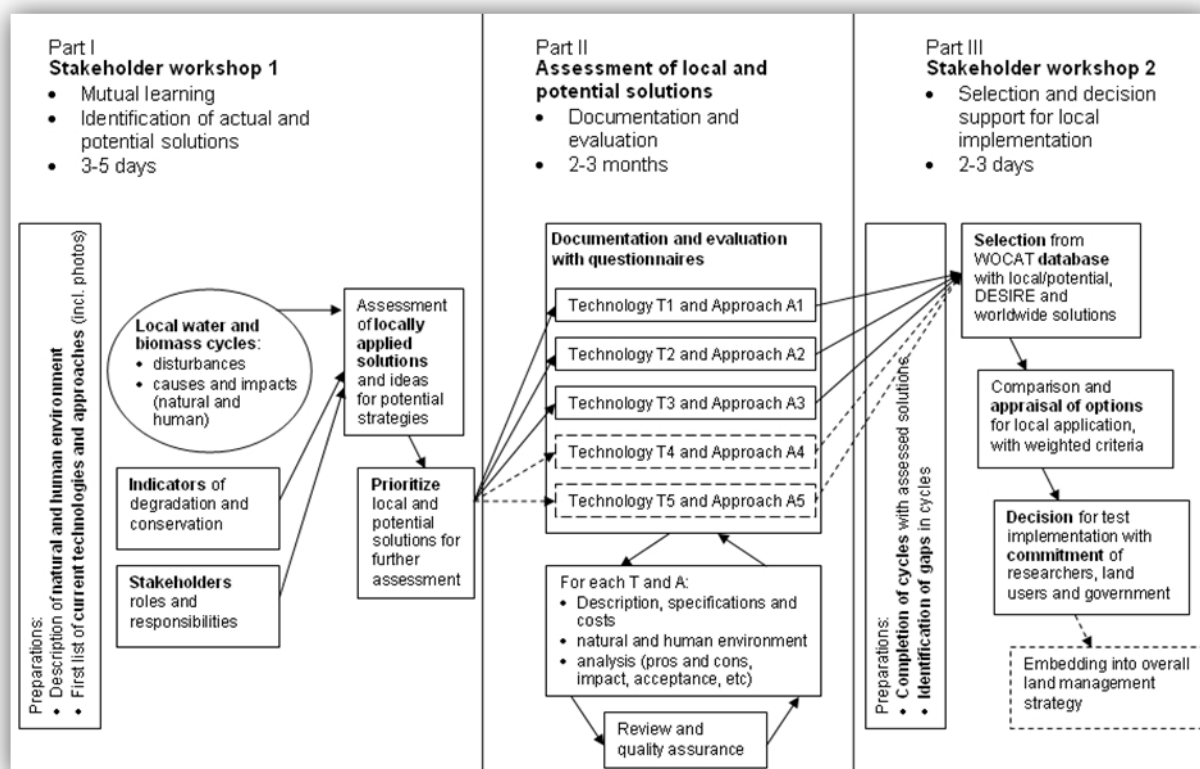 Part I
Stakeholder workshop 1
• Mutual learning
• Identification of actual and
potential solutions
• 3-5 days
Preparations:
• Description of natural and human environment
• First list of current technologies and approaches (incl. photos)
Local water and
biomass cycles:
• disturbances
• causes and impacts
(natural and
human)
Indicators of
degradation and
conservation
Stakeholders
roles and
responsibilities
Assessment
of locally
applied
solutions
and ideas
for potential
strategies
Prioritize
local and
potential
solutions for
further
assessment
Part II
Assessment of local and
potential solutions
• Documentation and
evaluation
• 2-3 months
Documentation and evaluation
with questionnaires
Technology T1 and Approach A1
Technology T2 and Approach A2
Technology T3 and Approach A3
Technology T4 and Approach A4
Technology T5 and Approach A5
For each T and A:
• Description, specifications and
costs
• natural and human environment
• analysis (pros and cons,
impact, acceptance, etc)
Review and
quality assurance
Part III
Stakeholder workshop 2
• Selection and decision
support for local
implementation
• 2-3 days
Preparations:
• Completion of cycles with assessed solutions
• Identification of gaps in cycles
Selection from
WOCAT database
with local/potential,
DESIRE and
worldwide solutions
Comparison and
appraisal of options
for local application,
with weighted criteria
Decision for test
implementation with
commitment of
researchers, land
users and government
Embedding into overall
land management
strategy